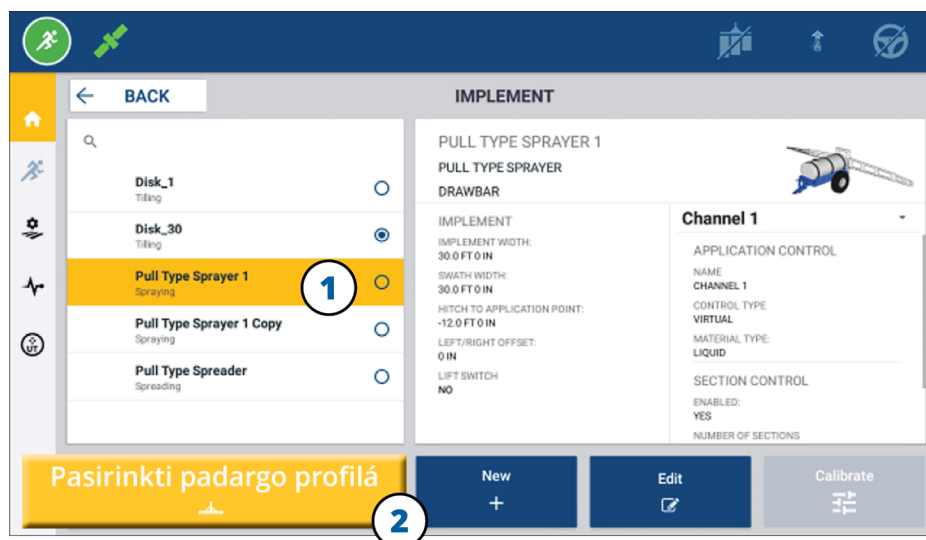 BACK
IMPLEMENT
Disk_1
Tilling
Disk_30
Tilling
Pull Type Sprayer 1
Spraying
1
Pull Type Sprayer 1 Copy
Spraying
Pull Type Spreader
Spreading
UT
PULL TYPE SPRAYER 1
PULL TYPE SPRAYER
DRAWBAR
IMPLEMENT
IMPLEMENT WIDTH:
30.0 FT 0 IN
SWATH WIDTH:
30.0 FT 0 IN
HITCH TO APPLICATION POINT:
-12.0 FT 0 IN
LEFT/RIGHT OFFSET:
0 IN
LIFT SWITCH
NO
Channel 1
APPLICATION CONTROL
NAME
CHANNEL 1
CONTROL TYPE
VIRTUAL
MATERIAL TYPE:
LIQUID
SECTION CONTROL
ENABLED:
YES
NUMBER OF SECTIONS
Pasirinkti padargo profilá
2
New
Edit
Calibrate